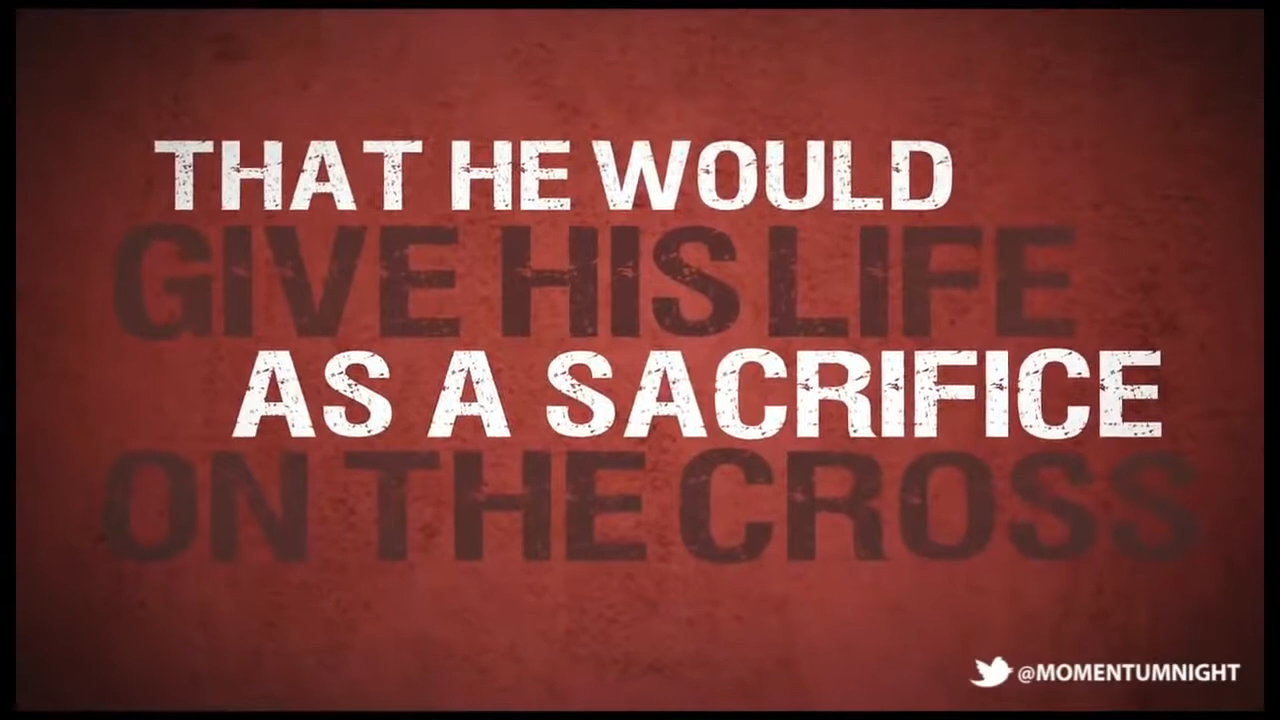 THAT HE WOULD
GIVE HIS LIFE
AS A SACRIFICE
ON THE CROSS
@MOMENTUMNIGHT